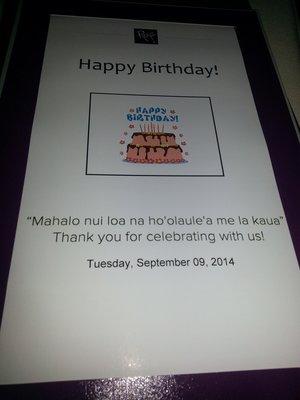 Roy's
Happy Birthday!
HAPPY
BIRTHDAY!
"Mahalo nui loa na ho'olaule'a me la kaua"
Thank you for celebrating with us!
Tuesday, September 09, 2014